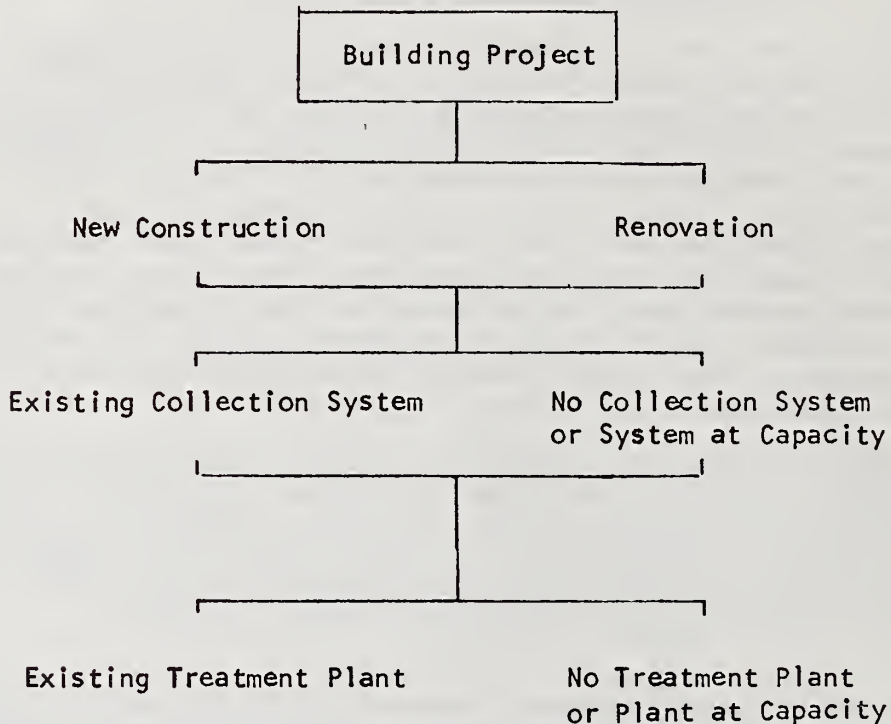 Building Project
New Construction
Renovation
Existing Collection System
No Collection System
or System at Capacity
Existing Treatment Plant
No Treatment Plant
or Plant at Capacity